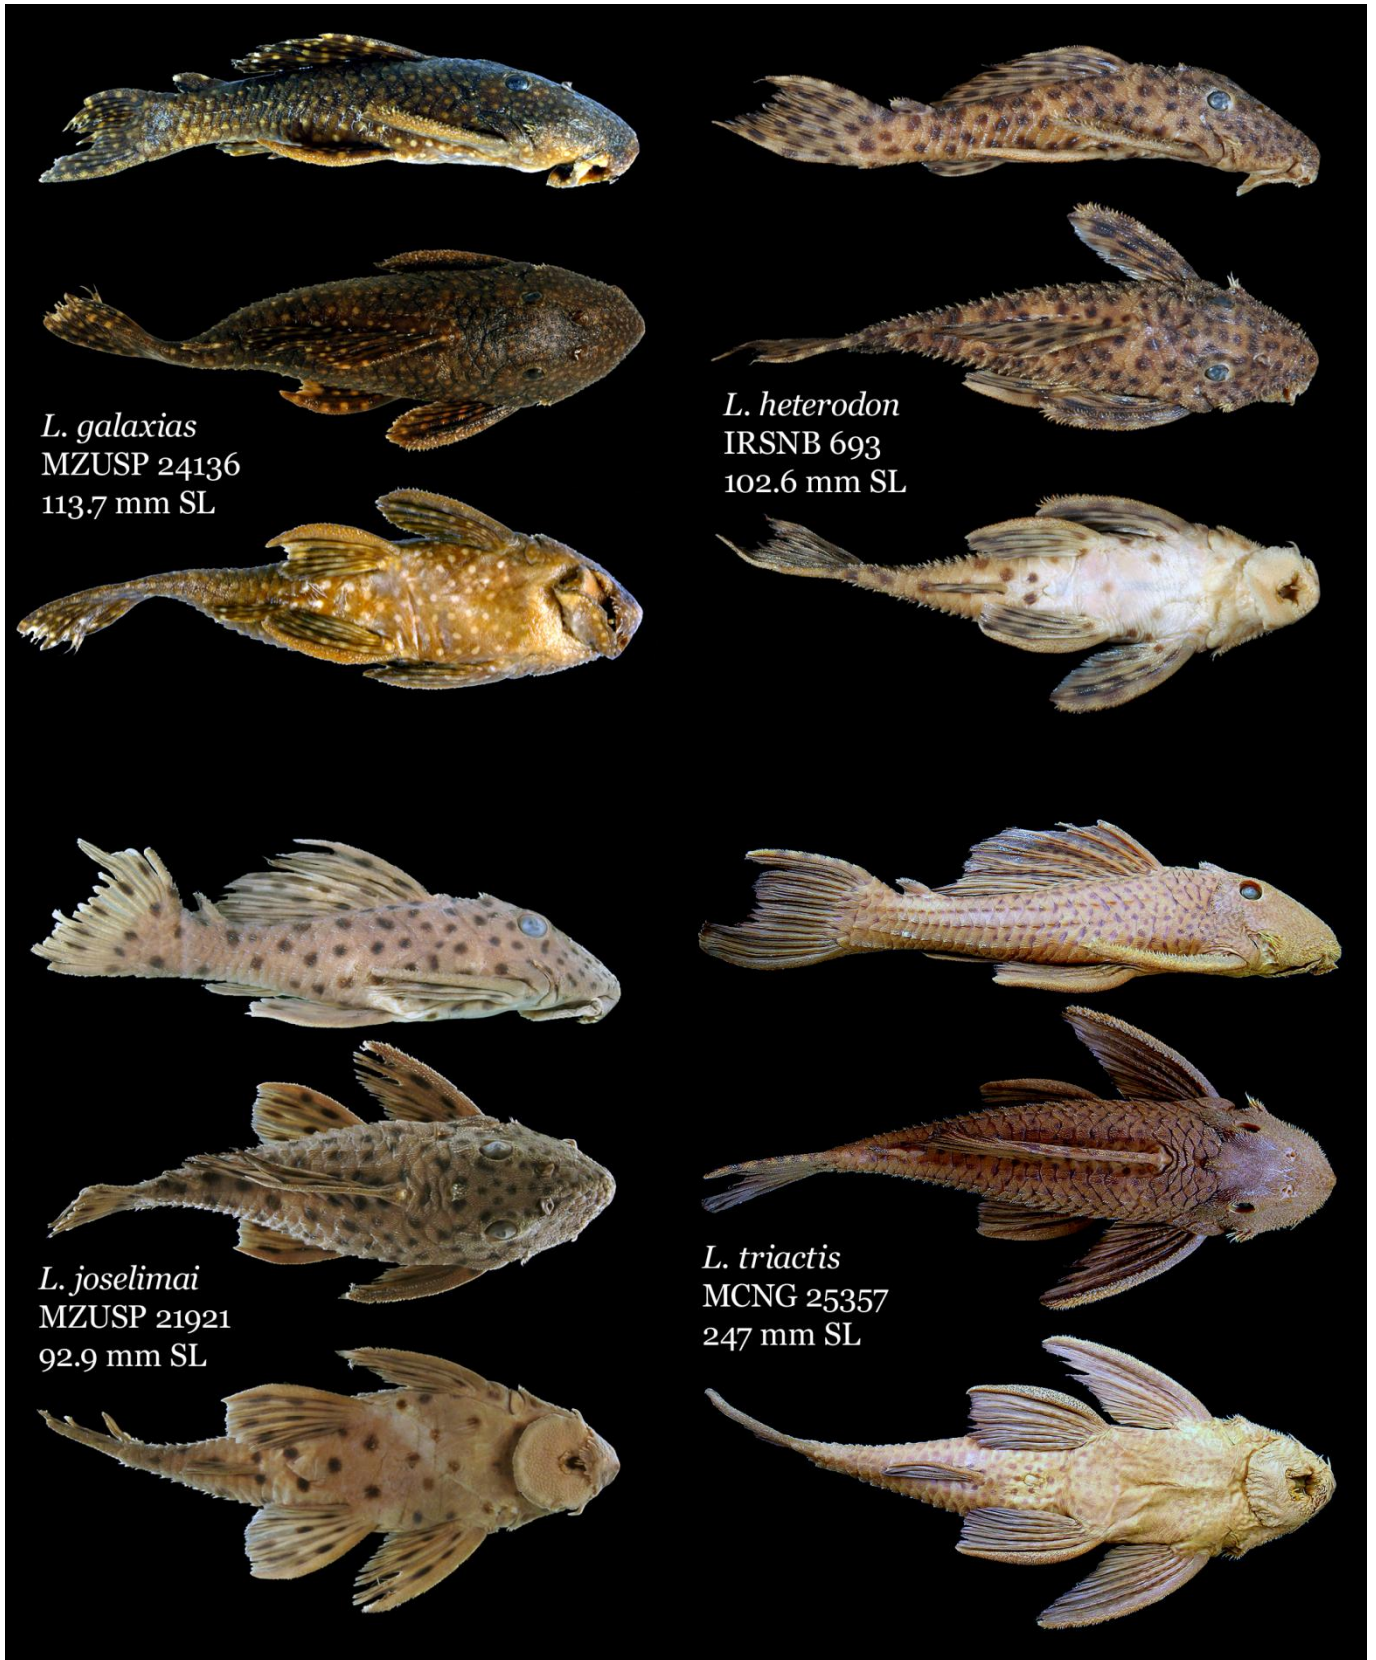 L. galaxias
MZUSP 24136
113.7 mm SL
L. heterodon
IRSNB 693
102.6 mm SL
L. joselimai
MZUSP 21921
92.9 mm SL
L. triactis
MCNG 25357
247 mm SL